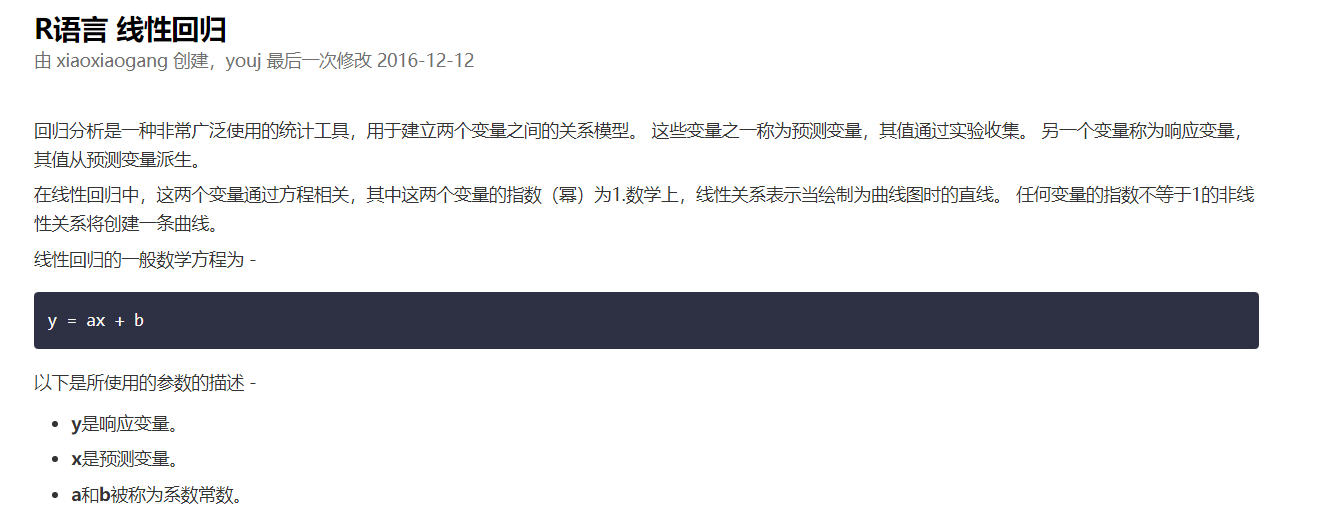 R语言 线性回归
由 xiaoxiaogang 创建，youj 最后一次修改 2016-12-12
回归分析是一种非常广泛使用的统计工具，用于建立两个变量之间的关系模型。 这些变量之一称为预测变量，其值通过实验收集。 另一个变量称为响应变量，
其值从预测变量派生。
在线性回归中，这两个变量通过方程相关，其中这两个变量的指数（幂）为1.数学上，线性关系表示当绘制为曲线图时的直线。 任何变量的指数不等于1的非线
性关系将创建一条曲线。
线性回归的一般数学方程为 -
y = ax + b
以下是所使用的参数的描述 -
• y是响应变量。
• x是预测变量。
• a和b被称为系数常数。